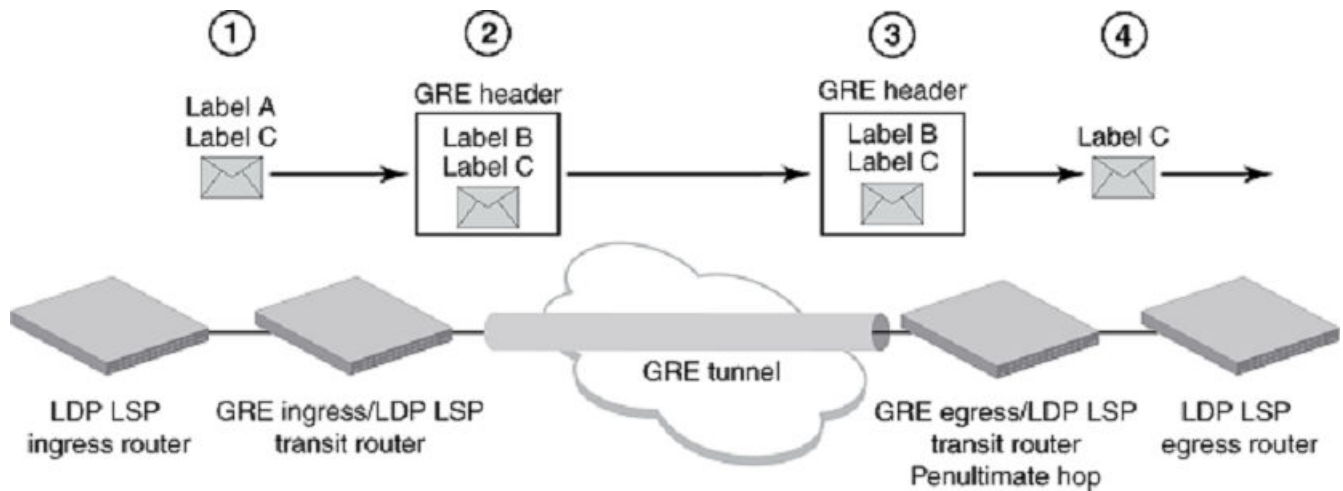 1
2
3
4
Label A
Label C
GRE header
Label B
Label C
GRE header
Label B
Label C
Label C
GRE tunnel
LDP LSP
ingress router
GRE ingress/LDP LSP
transit router
GRE egress/LDP LSP
transit router
Penultimate hop
LDP LSP
egress router